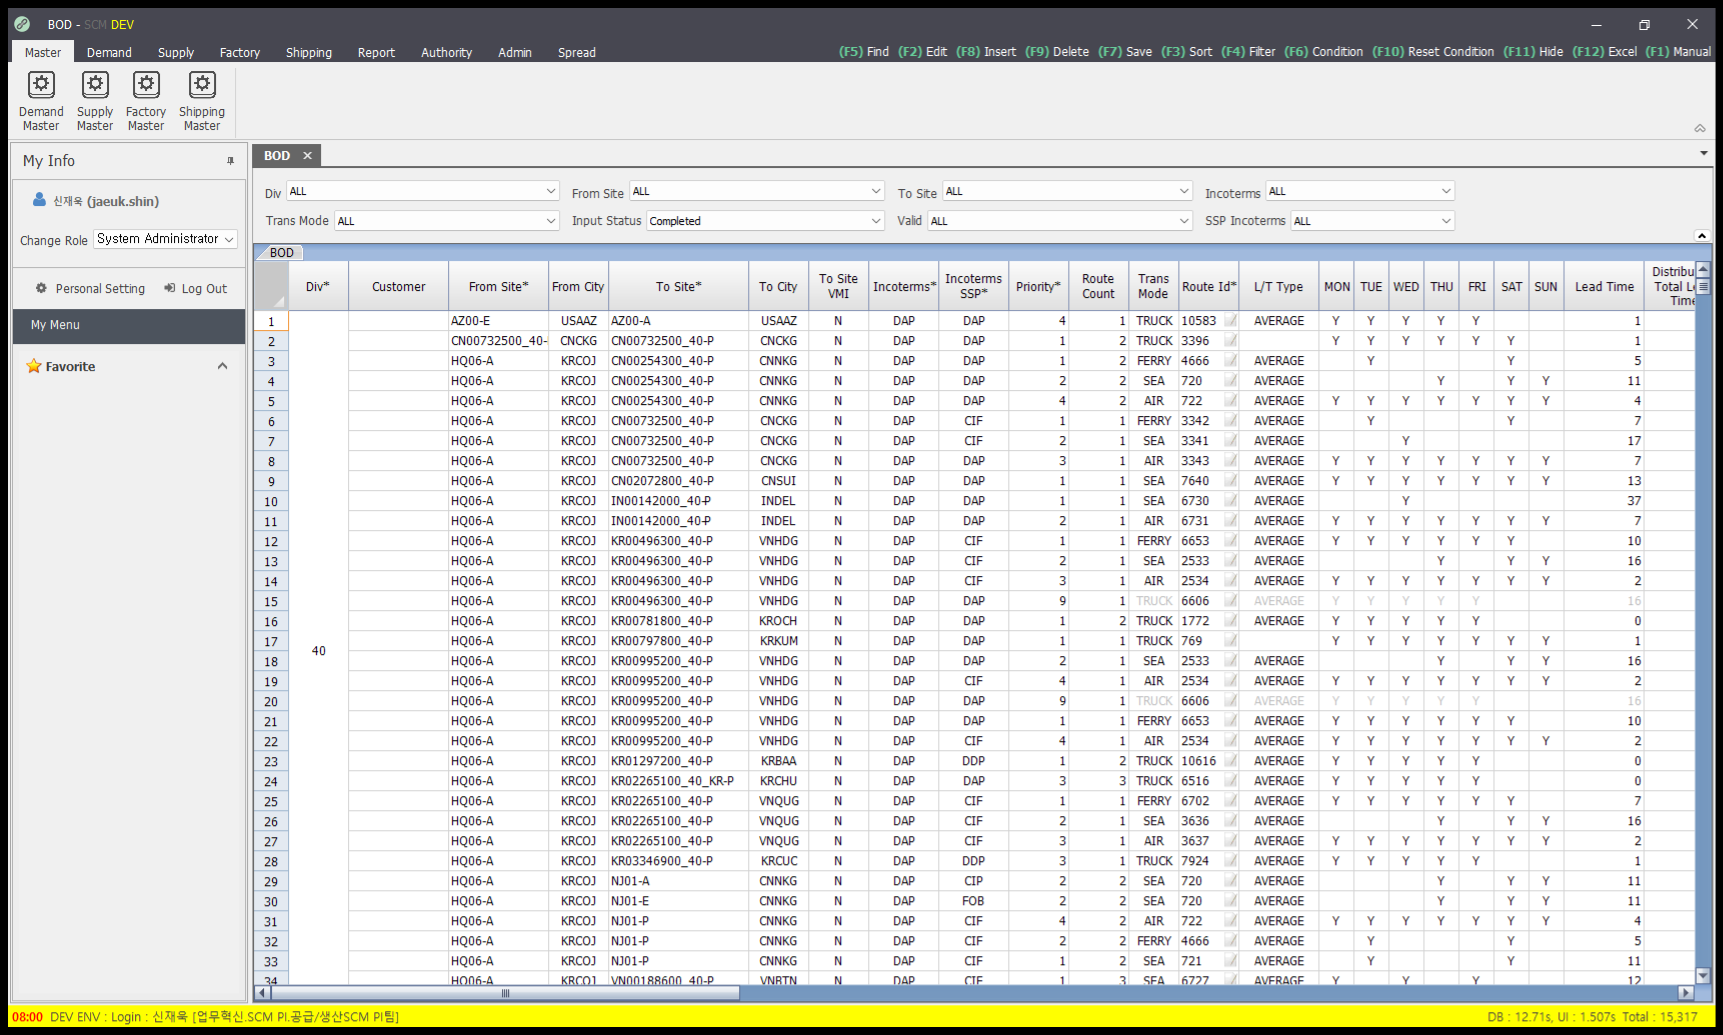 BOD - SCM DEV
Master Demand Supply Factory Shipping Report Authority Admin Spread (F5) Find (F2) Edit (F8) Insert (F9) Delete (F7) Save (F3) Sort (F4) Filter (F6) Condition (F10) Reset Condition (F11) Hide (F12) Excel (F1) Manual
Demand Master Supply Master Factory Master Shipping Master
My Info
신재욱 (jaeuk.shin)
Change Role System Administrator
Personal Setting Log Out
My Menu
Favorite
BOD
Div ALL From Site ALL To Site ALL Incoterms ALL
Trans Mode ALL Input Status Completed Valid ALL SSP Incoterms ALL
BOD
Div* Customer From Site* From City To Site* To City To Site VMI Incoterms* Incoterms SSP* Priority* Route Count Trans Mode Route Id* L/T Type MON TUE WED THU FRI SAT SUN Lead Time Distribu Total Le Time
1 AZ00-E USAAZ AZ00-A USAAZ N DAP DAP 4 1 TRUCK 10583 AVERAGE Y Y Y Y Y 1
2 CN00732500_40- CNCKG CN00732500_40-P CNCKG N DAP DAP 1 2 TRUCK 3396 Y Y Y Y Y Y 1
3 HQ06-A KRCOJ CN00254300_40-P CNNKG N DAP DAP 1 2 FERRY 4666 AVERAGE Y Y 5
4 HQ06-A KRCOJ CN00254300_40-P CNNKG N DAP DAP 2 2 SEA 720 AVERAGE Y Y Y 11
5 HQ06-A KRCOJ CN00254300_40-P CNNKG N DAP DAP 4 2 AIR 722 AVERAGE Y Y Y Y Y Y Y 4
6 HQ06-A KRCOJ CN00732500_40-P CNCKG N DAP CIF 1 1 FERRY 3342 AVERAGE Y Y 7
7 HQ06-A KRCOJ CN00732500_40-P CNCKG N DAP CIF 2 1 SEA 3341 AVERAGE Y 17
8 HQ06-A KRCOJ CN00732500_40-P CNCKG N DAP CIF 3 1 AIR 3343 AVERAGE Y Y Y Y Y Y Y 7
9 HQ06-A KRCOJ CN02072800_40-P CNSUI N DAP DAP 1 1 SEA 7640 AVERAGE Y Y Y Y Y Y Y 13
10 HQ06-A KRCOJ IN00142000_40-P INDEL N DAP DAP 1 1 SEA 6730 AVERAGE Y 37
11 HQ06-A KRCOJ IN00142000_40-P INDEL N DAP DAP 2 1 AIR 6731 AVERAGE Y Y Y Y Y Y Y 7
12 HQ06-A KRCOJ KR00496300_40-P VNHDG N DAP CIF 1 1 FERRY 6653 AVERAGE Y Y Y Y Y Y 10
13 HQ06-A KRCOJ KR00496300_40-P VNHDG N DAP CIF 2 1 SEA 2533 AVERAGE Y Y Y 16
14 HQ06-A KRCOJ KR00496300_40-P VNHDG N DAP CIF 3 1 AIR 2534 AVERAGE Y Y Y Y Y Y Y 2
15 HQ06-A KRCOJ KR00496300_40-P VNHDG N DAP DAP 9 1 TRUCK 6606 AVERAGE Y Y Y Y Y 16
16 HQ06-A KRCOJ KR00781800_40-P KROCH N DAP DAP 1 2 TRUCK 1772 AVERAGE Y Y Y Y Y 0
17 HQ06-A KRCOJ KR00797800_40-P KRKUM N DAP DAP 1 1 TRUCK 769 Y Y Y Y Y Y Y 1
40
18 HQ06-A KRCOJ KR00995200_40-P VNHDG N DAP DAP 2 1 SEA 2533 AVERAGE Y Y Y 16
19 HQ06-A KRCOJ KR00995200_40-P VNHDG N DAP CIF 4 1 AIR 2534 AVERAGE Y Y Y Y Y Y Y 2
20 HQ06-A KRCOJ KR00995200_40-P VNHDG N DAP DAP 9 1 TRUCK 6606 AVERAGE Y Y Y Y Y 16
21 HQ06-A KRCOJ KR00995200_40-P VNHDG N DAP DAP 1 1 FERRY 6653 AVERAGE Y Y Y Y Y Y 10
22 HQ06-A KRCOJ KR00995200_40-P VNHDG N DAP CIF 4 1 AIR 2534 AVERAGE Y Y Y Y Y Y Y 2
23 HQ06-A KRCOJ KR01297200_40-P KRBAA N DAP DDP 1 2 TRUCK 10616 AVERAGE Y Y Y Y Y 0
24 HQ06-A KRCOJ KR02265100_40_KR-P KRCHU N DAP DAP 3 3 TRUCK 6516 AVERAGE Y Y Y Y Y 0
25 HQ06-A KRCOJ KR02265100_40-P VNQUG N DAP CIF 1 1 FERRY 6702 AVERAGE Y Y Y Y Y Y 7
26 HQ06-A KRCOJ KR02265100_40-P VNQUG N DAP CIF 2 1 SEA 3636 AVERAGE Y Y Y 16
27 HQ06-A KRCOJ KR02265100_40-P VNQUG N DAP CIF 3 1 AIR 3637 AVERAGE Y Y Y Y Y Y Y 2
28 HQ06-A KRCOJ KR03346900_40-P KRCUC N DAP DDP 3 1 TRUCK 7924 AVERAGE Y Y Y Y Y 1
29 HQ06-A KRCOJ NJ01-A CNNKG N DAP CIP 2 2 SEA 720 AVERAGE Y Y Y 11
30 HQ06-A KRCOJ NJ01-E CNNKG N DAP FOB 2 2 SEA 720 AVERAGE Y Y Y 11
31 HQ06-A KRCOJ NJ01-P CNNKG N DAP CIF 4 2 AIR 722 AVERAGE Y Y Y Y Y Y Y 4
32 HQ06-A KRCOJ NJ01-P CNNKG N DAP CIF 2 2 FERRY 4666 AVERAGE Y Y 5
33 HQ06-A KRCOJ NJ01-P CNNKG N DAP CIF 1 2 SEA 721 AVERAGE Y Y 11
34 HQ06-A KRCOJ VN00188600_40-P VNBTN N DAP CIF 1 3 SEA 6727 AVERAGE Y Y Y 12
08:00 DEV ENV : Login : 신재욱 [업무혁신.SCM PI.공급/생산SCM PI팀] DB : 12.71s, UI : 1.507s Total : 15,317